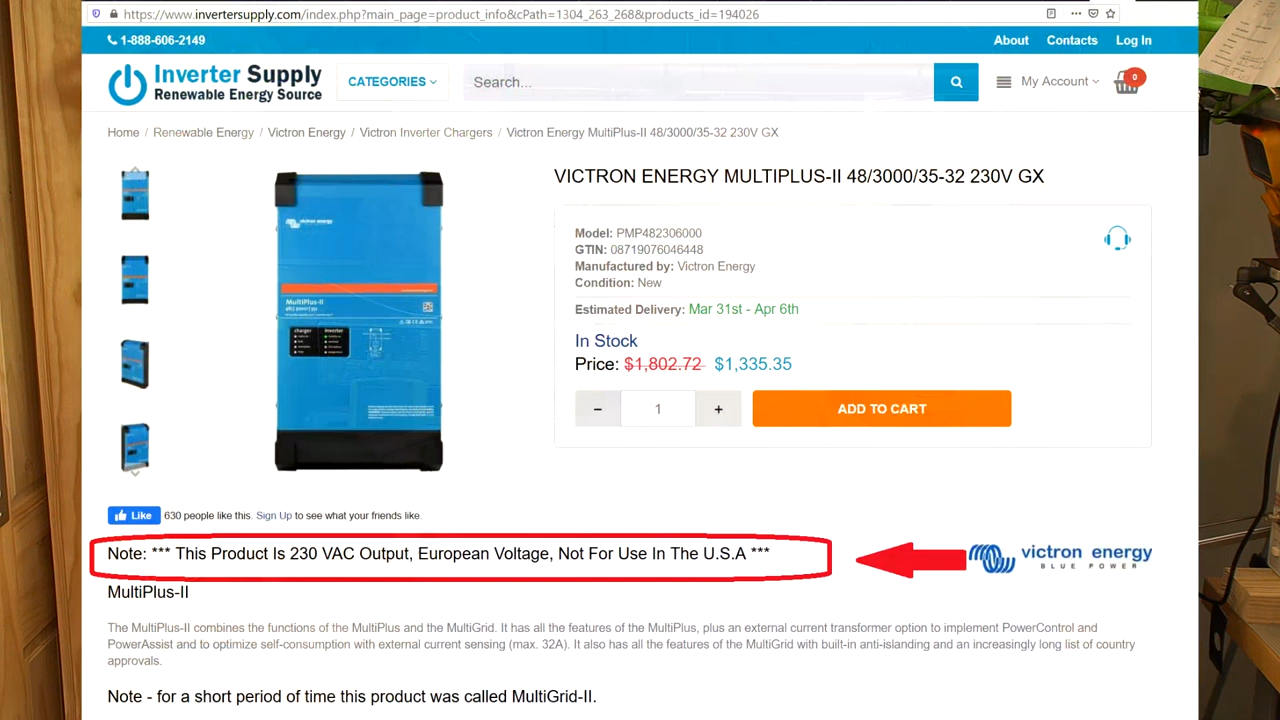 https://www.invertersupply.com/index.php?main_page=product_info&cPath=1304_263_268&products_id=194026
1-888-606-2149
About Contacts Log In
Inverter Supply
Renewable Energy Source
CATEGORIES
Search...
My Account
0
Home / Renewable Energy / Victron Energy / Victron Inverter Chargers / Victron Energy MultiPlus-II 48/3000/35-32 230V GX
victron energy
MultiPlus-II
charger inverter
VICTRON ENERGY MULTIPLUS-II 48/3000/35-32 230V GX
Model: PMP482306000
GTIN: 08719076046448
Manufactured by: Victron Energy
Condition: New
Estimated Delivery: Mar 31st - Apr 6th
In Stock
Price: $1,802.72 $1,335.35
− 1 +
ADD TO CART
Like 630 people like this. Sign Up to see what your friends like.
Note: *** This Product Is 230 VAC Output, European Voltage, Not For Use In The U.S.A ***
victron energy
BLUE POWER
MultiPlus-II
The MultiPlus-II combines the functions of the MultiPlus and the MultiGrid. It has all the features of the MultiPlus, plus an external current transformer option to implement PowerControl and
PowerAssist and to optimize self-consumption with external current sensing (max. 32A). It also has all the features of the MultiGrid with built-in anti-islanding and an increasingly long list of country
approvals.
Note - for a short period of time this product was called MultiGrid-II.